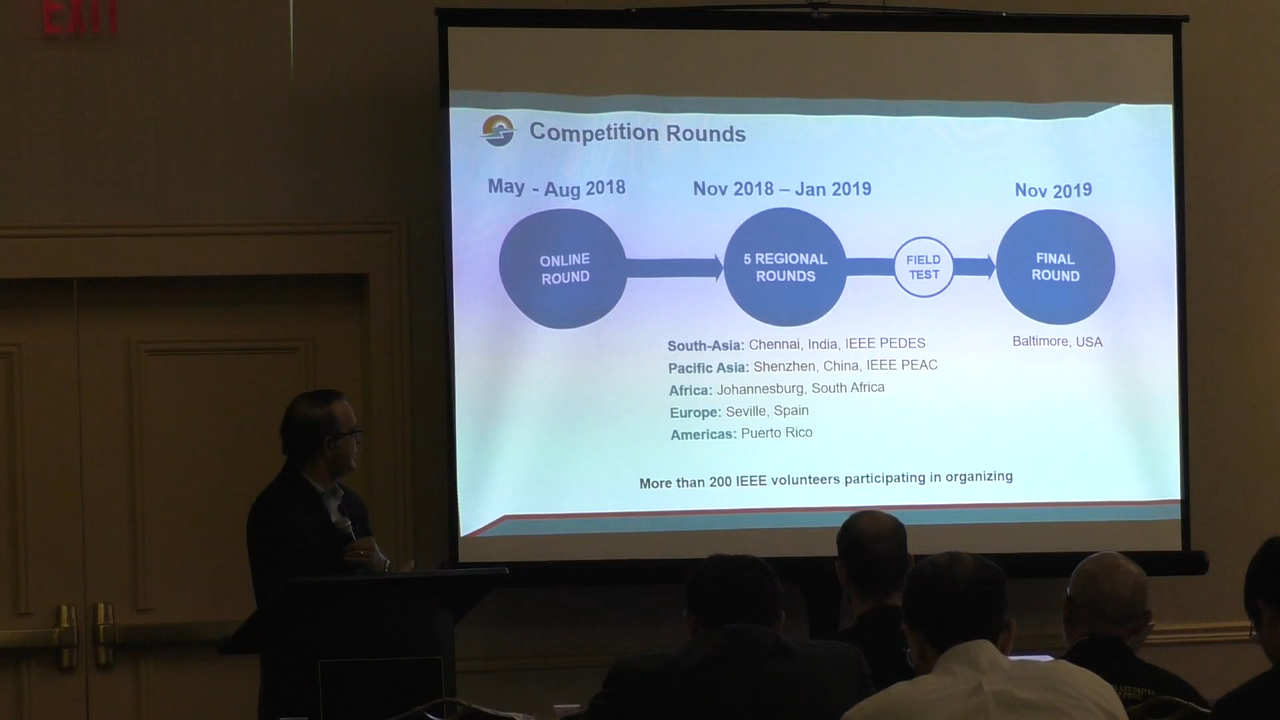 EXIT
Competition Rounds
May - Aug 2018
Nov 2018 – Jan 2019
Nov 2019
ONLINE
ROUND
5 REGIONAL
ROUNDS
FIELD
TEST
FINAL
ROUND
South-Asia: Chennai, India, IEEE PEDES
Pacific Asia: Shenzhen, China, IEEE PEAC
Africa: Johannesburg, South Africa
Europe: Seville, Spain
Americas: Puerto Rico
Baltimore, USA
More than 200 IEEE volunteers participating in organizing